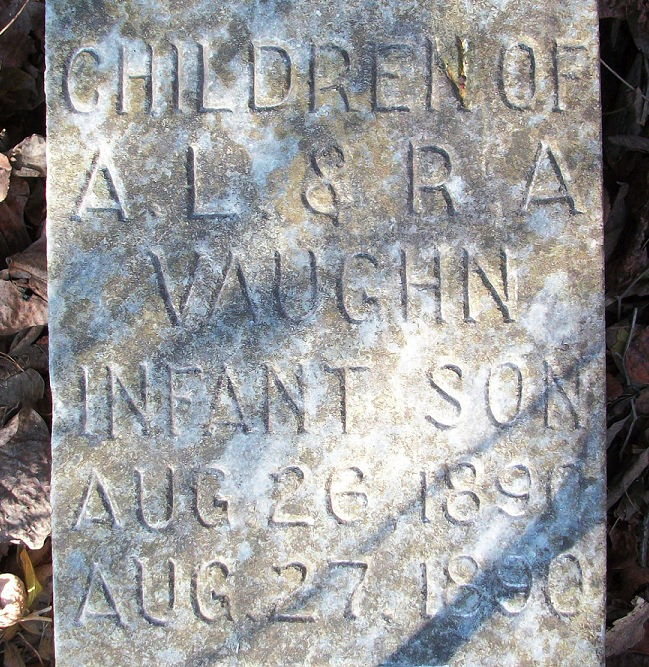 CHILDREN OF
A. L. & R. A
VAUGHN
INFANT SON
AUG. 26, 1890
AUG. 27, 1890